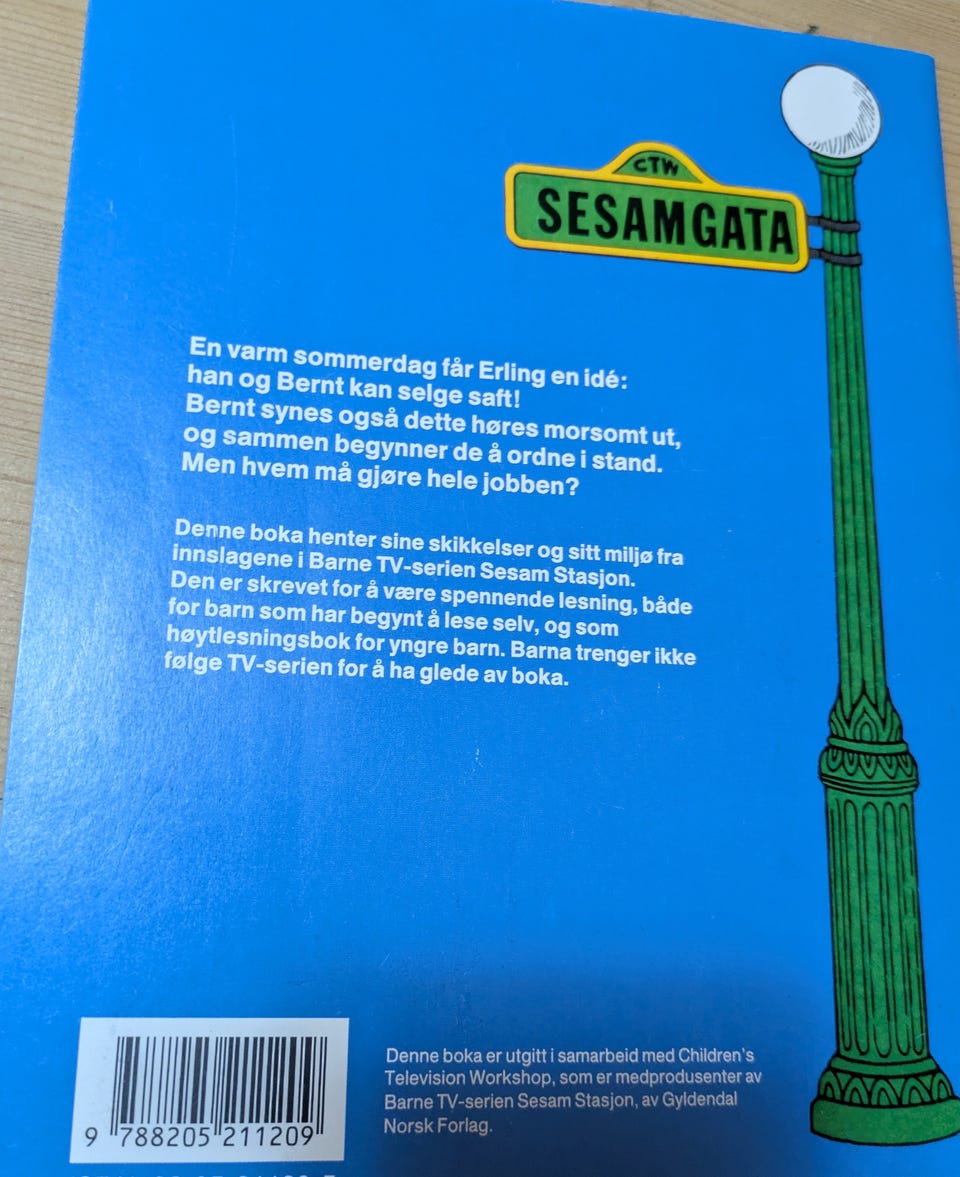 CTW
SESAMGATA
En varm sommerdag får Erling en idé:
han og Bernt kan selge saft!
Bernt synes også dette høres morsomt ut,
og sammen begynner de å ordne i stand.
Men hvem må gjøre hele jobben?
Denne boka henter sine skikkelser og sitt miljø fra
innslagene i Barne TV-serien Sesam Stasjon.
Den er skrevet for å være spennende lesning, både
for barn som har begynt å lese selv, og som
høytlesningsbok for yngre barn. Barna trenger ikke
følge TV-serien for å ha glede av boka.
Denne boka er utgitt i samarbeid med Children's
Television Workshop, som er medprodusenter av
Barne TV-serien Sesam Stasjon, av Gyldendal
Norsk Forlag.
9 788205 211209